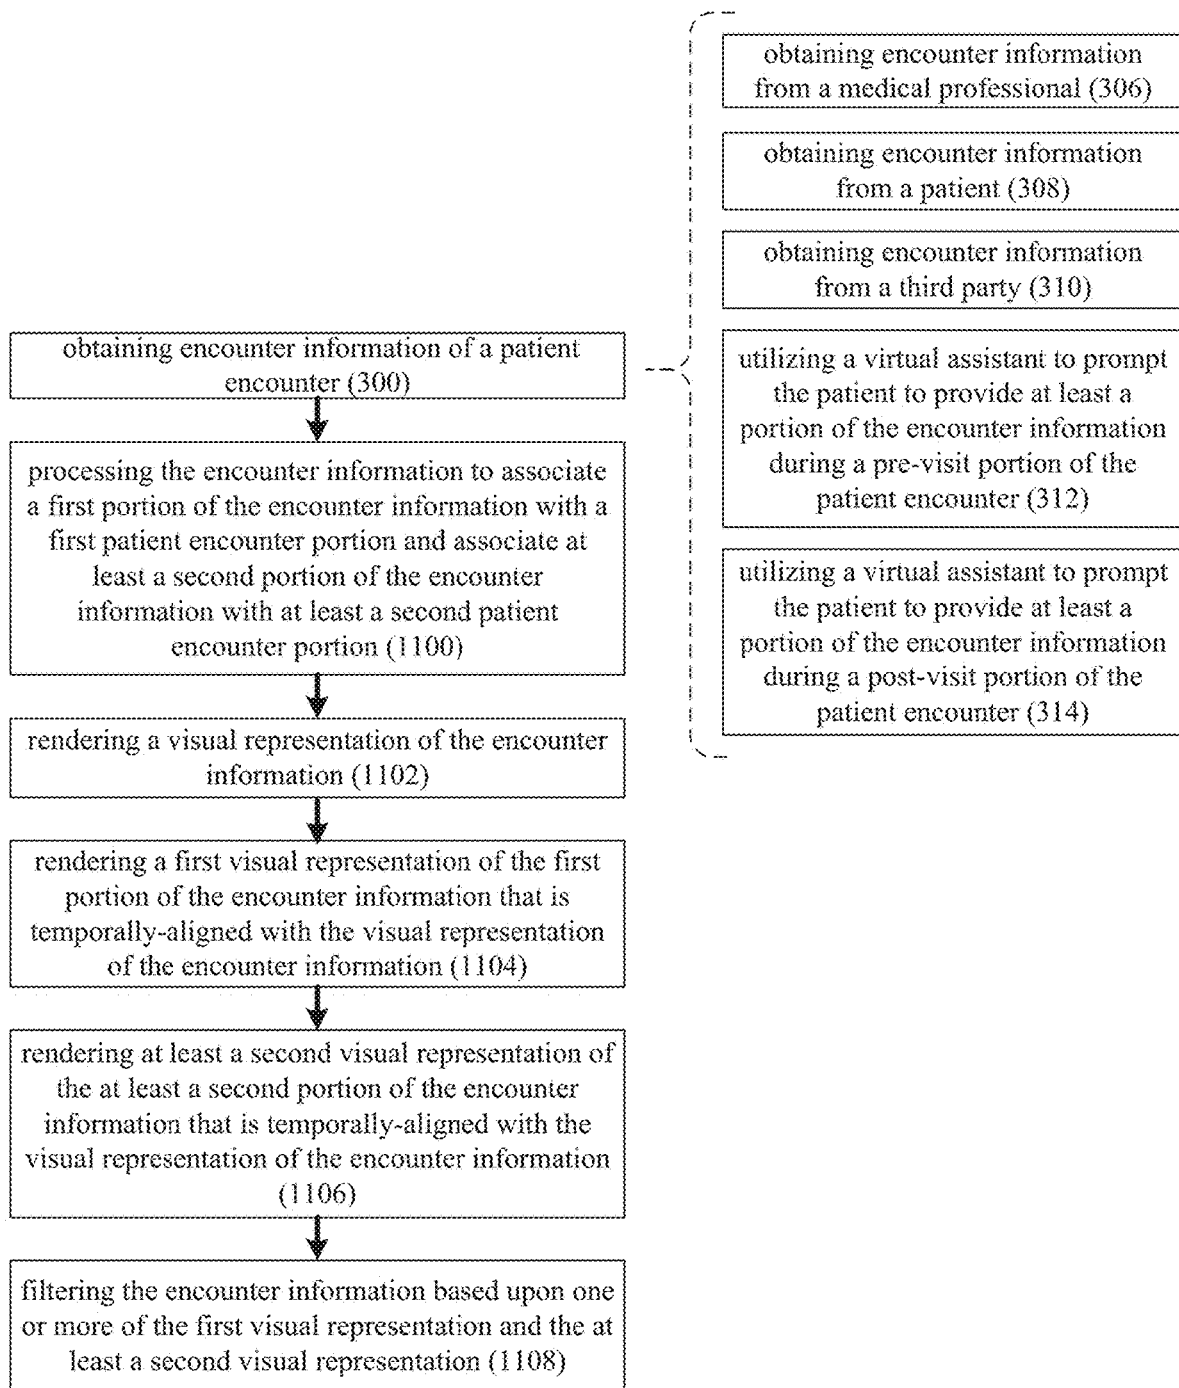 obtaining encounter information of a patient
encounter (300)
processing the encounter information to associate
a first portion of the encounter information with a
first patient encounter portion and associate at
least a second portion of the encounter
information with at least a second patient
encounter portion (1100)
rendering a visual representation of the encounter
information (1102)
rendering a first visual representation of the first
portion of the encounter information that is
temporally-aligned with the visual representation
of the encounter information (1104)
rendering at least a second visual representation of
the at least a second portion of the encounter
information that is temporally-aligned with the
visual representation of the encounter information
(1106)
filtering the encounter information based upon one
or more of the first visual representation and the at
least a second visual representation (1108)
obtaining encounter information
from a medical professional (306)
obtaining encounter information
from a patient (308)
obtaining encounter information
from a third party (310)
utilizing a virtual assistant to prompt
the patient to provide at least a
portion of the encounter information
during a pre-visit portion of the
patient encounter (312)
utilizing a virtual assistant to prompt
the patient to provide at least a
portion of the encounter information
during a post-visit portion of the
patient encounter (314)